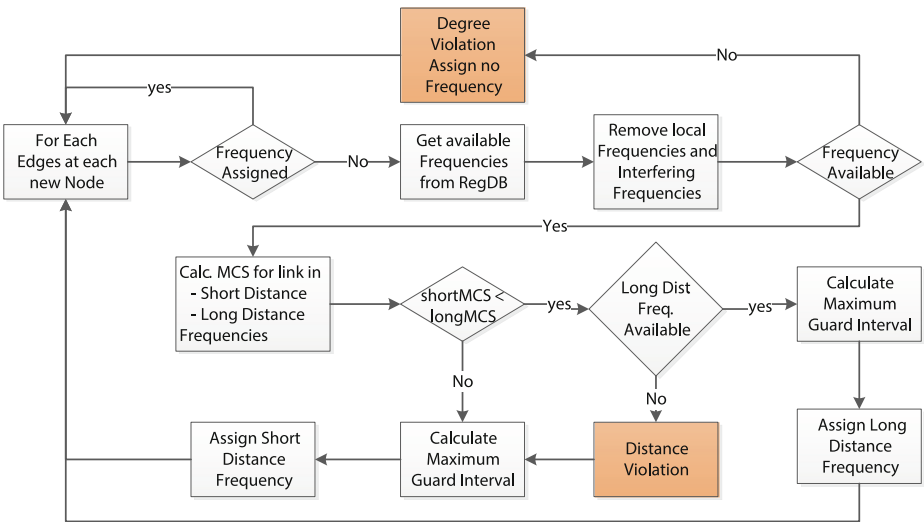 Degree
Violation
Assign no
Frequency
No
yes
For Each
Edges at each
new Node
Frequency
Assigned
No
Get available
Frequencies
from RegDB
Remove local
Frequencies and
Interfering
Frequencies
Frequency
Available
Yes
Calc. MCS for link in
- Short Distance
- Long Distance
Frequencies
shortMCS <
longMCS
yes
Long Dist
Freq.
Available
yes
Calculate
Maximum
Guard Interval
No
No
Assign Short
Distance
Frequency
Calculate
Maximum
Guard Interval
Distance
Violation
Assign Long
Distance
Frequency